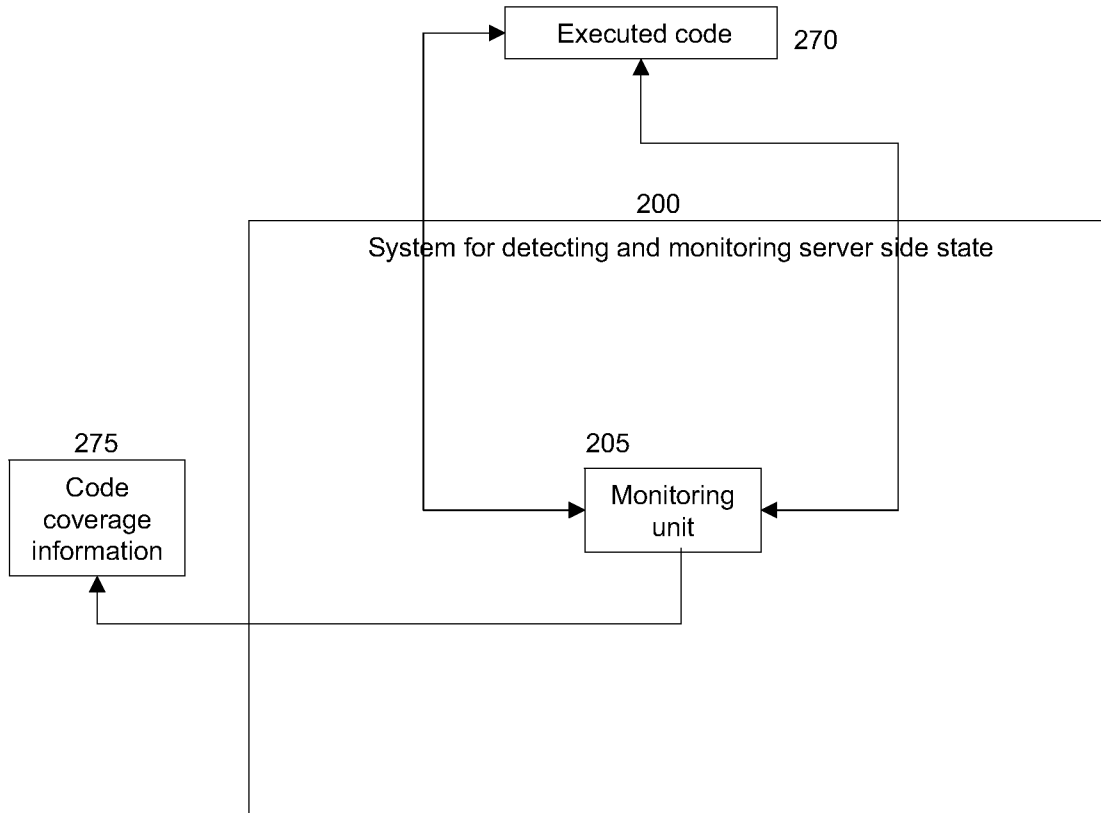 Executed code
270
200
System for detecting and monitoring server side state
275
Code
coverage
information
205
Monitoring
unit